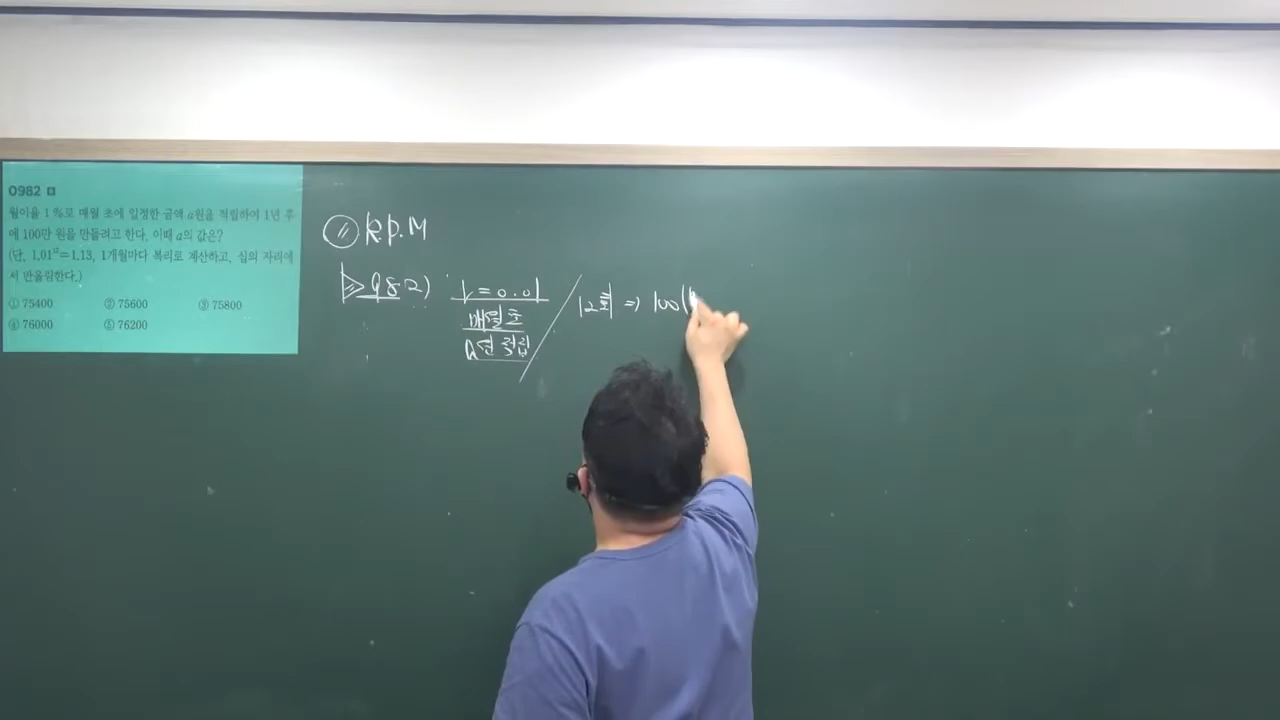 0982
월이율 1%로 매월 초에 일정한 금액 a원을 적립하여 1년 후
에 100만 원을 만들려고 한다. 이때 a의 값은?
(단, 1.01¹²=1.13, 1개월마다 복리로 계산하고, 십의 자리에
서 반올림한다.)
① 75400 ② 75600 ③ 75800
④ 76000 ⑤ 76200
R.P.M
982)
r=0.01
매월초
a원 적립
12회 ⇒ 100(